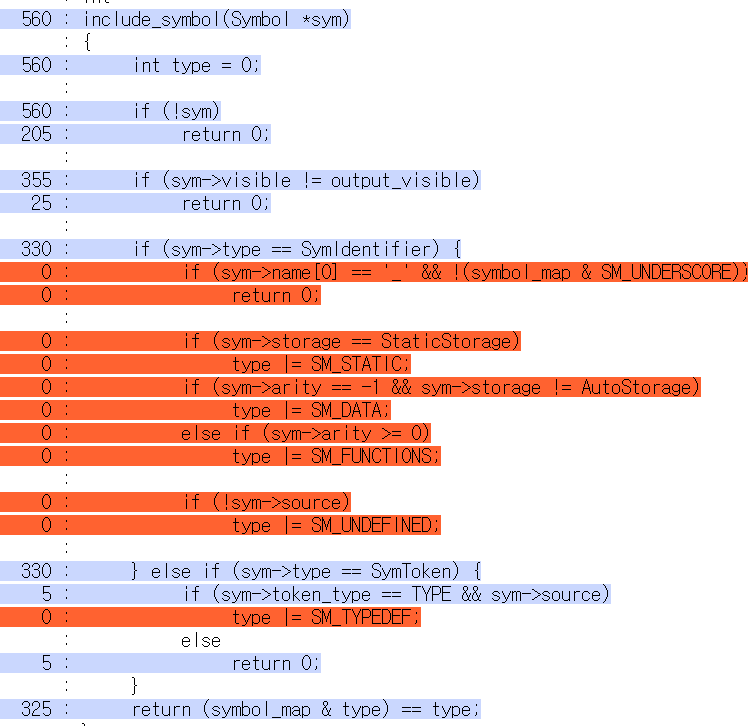 int
560 : include_symbol(Symbol *sym)
: {
560 : int type = 0;
:
560 : if (!sym)
205 : return 0;
:
355 : if (sym->visible != output_visible)
25 : return 0;
:
330 : if (sym->type == SymIdentifier) {
0 : if (sym->name[0] == '_' && !(symbol_map & SM_UNDERSCORE))
0 : return 0;
:
0 : if (sym->storage == StaticStorage)
0 : type |= SM_STATIC;
0 : if (sym->arity == -1 && sym->storage != AutoStorage)
0 : type |= SM_DATA;
0 : else if (sym->arity >= 0)
0 : type |= SM_FUNCTIONS;
:
0 : if (!sym->source)
0 : type |= SM_UNDEFINED;
:
330 : } else if (sym->type == SymToken) {
5 : if (sym->token_type == TYPE && sym->source)
0 : type |= SM_TYPEDEF;
: else
5 : return 0;
: }
325 : return (symbol_map & type) == type;